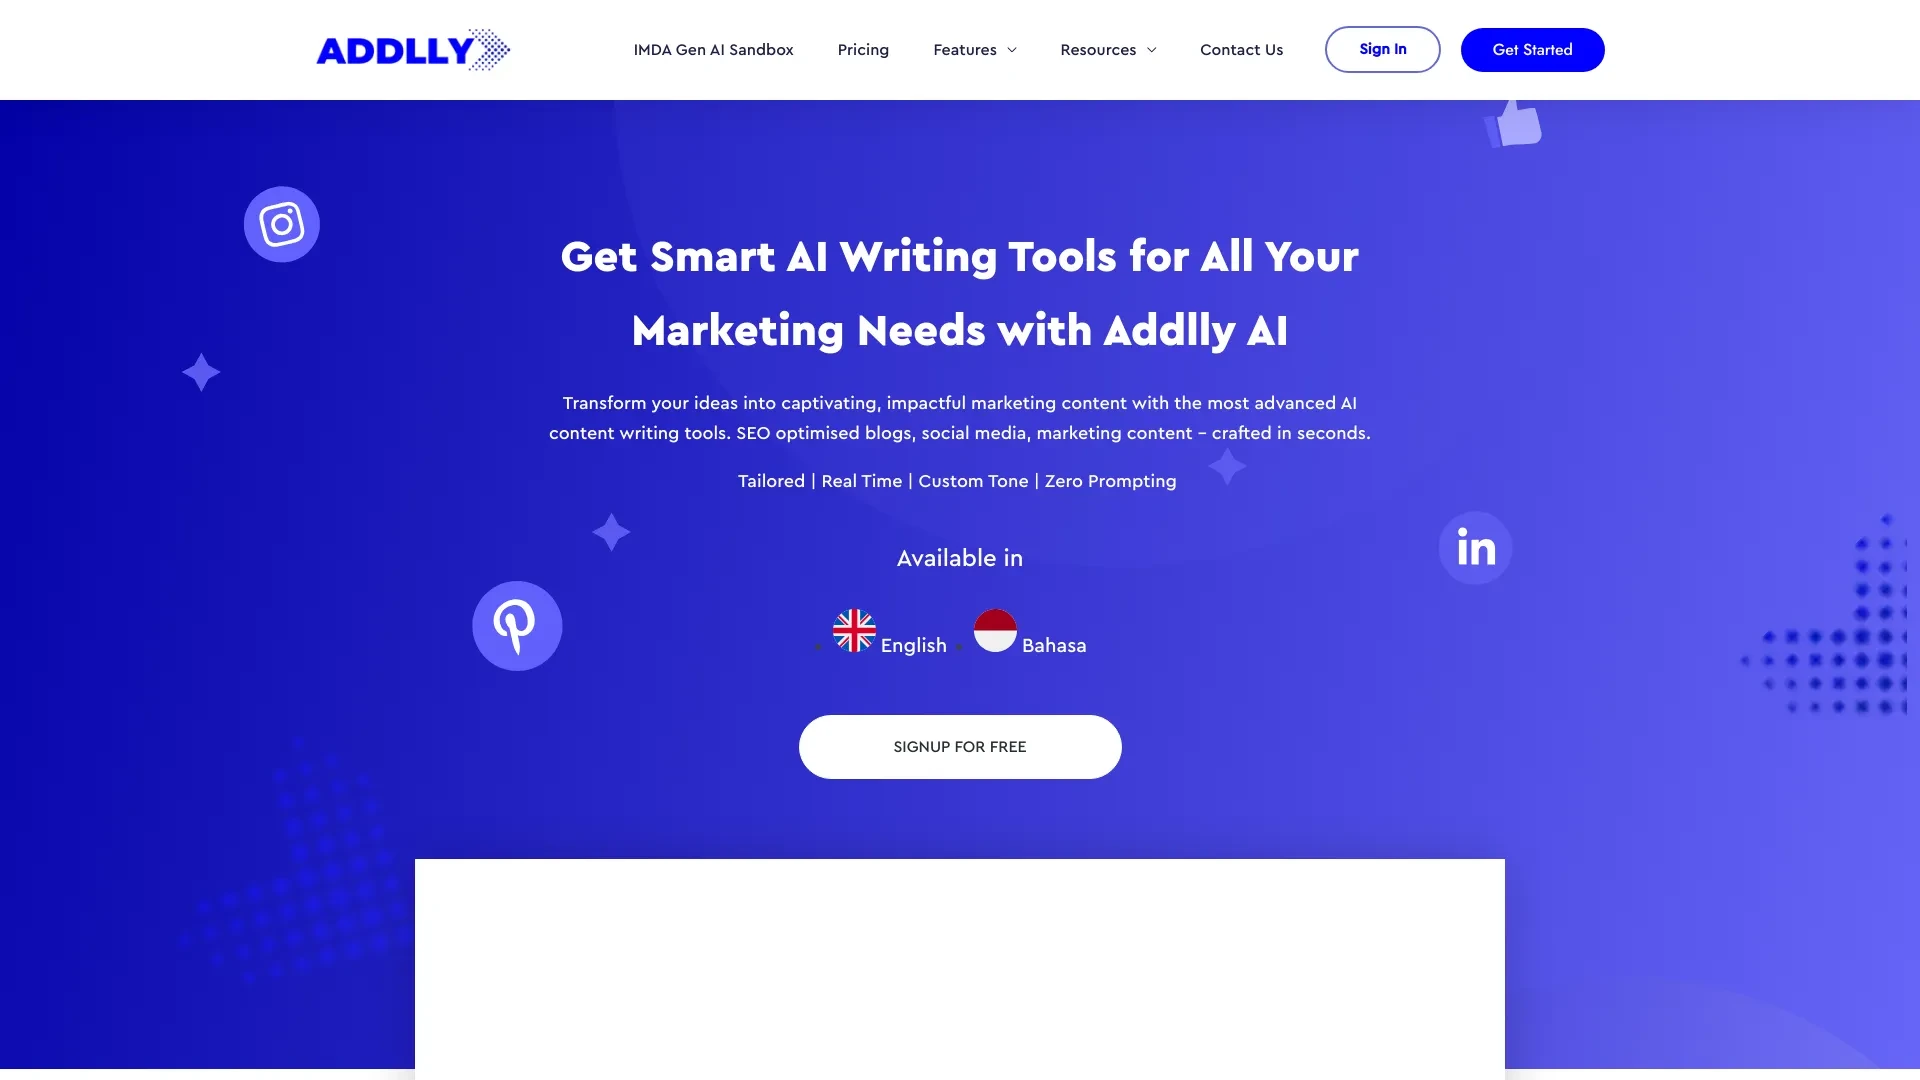 ADDLLY
IMDA Gen AI Sandbox
Pricing
Features
Resources
Contact Us
Sign In
Get Started
Get Smart AI Writing Tools for All Your
Marketing Needs with Addlly AI
Transform your ideas into captivating, impactful marketing content with the most advanced AI
content writing tools. SEO optimised blogs, social media, marketing content – crafted in seconds.
Tailored | Real Time | Custom Tone | Zero Prompting
in
Available in
English
Bahasa
SIGNUP FOR FREE